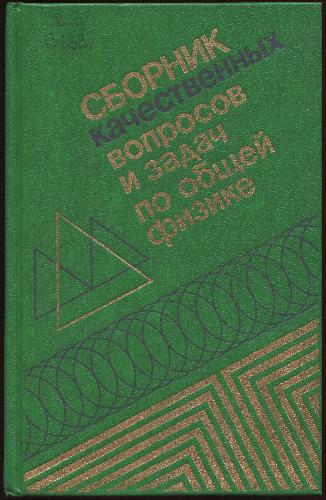 СБОРНИК
качественных
вопросов
и задач
по общей
физике